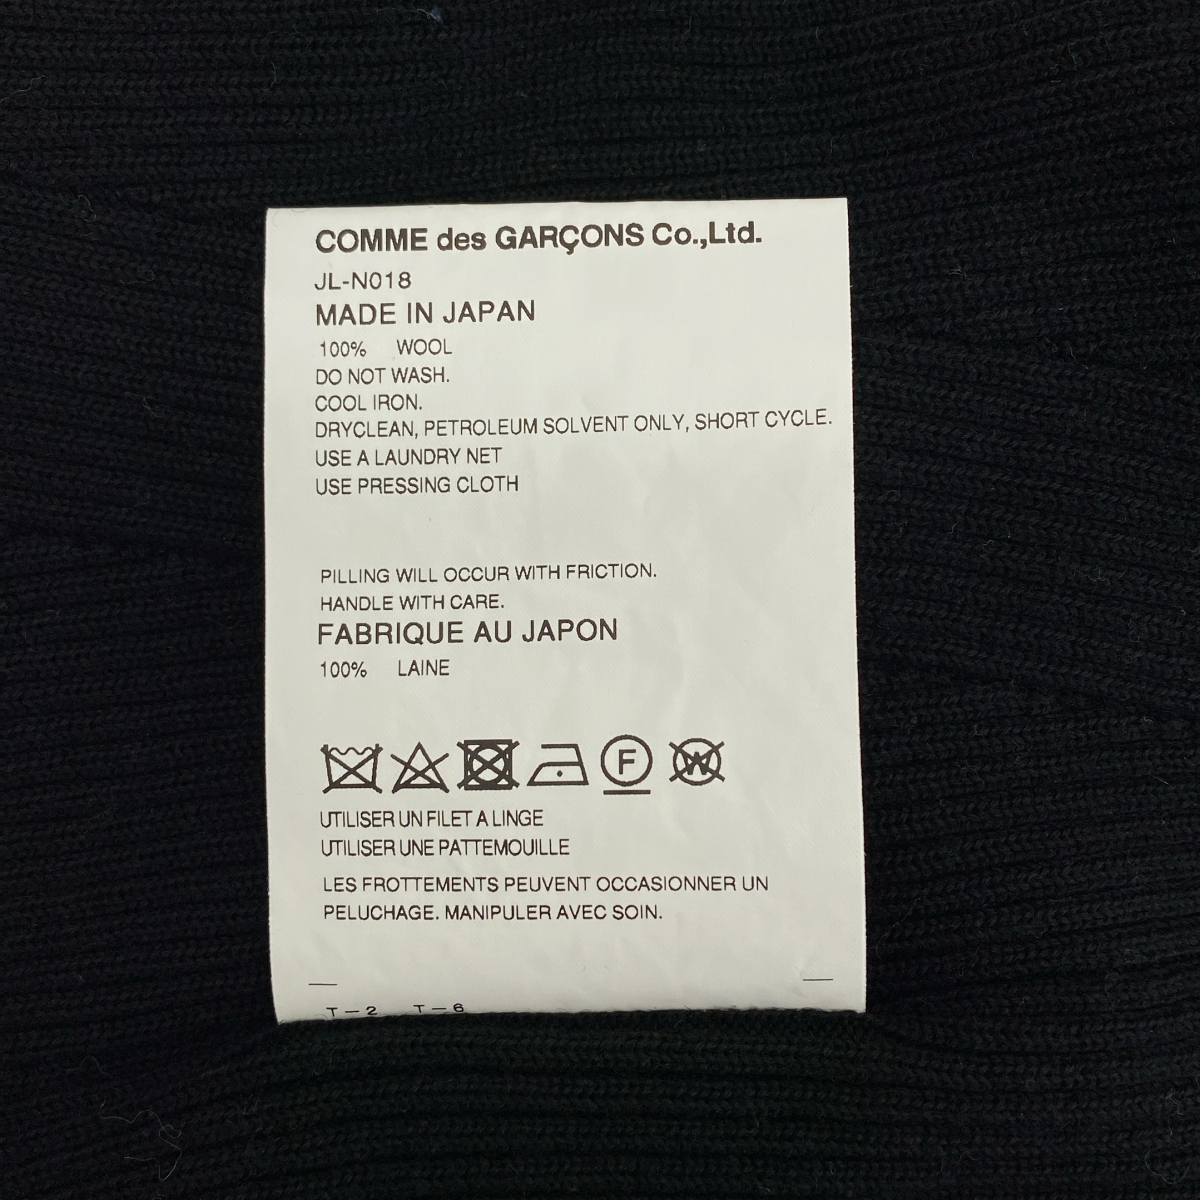 COMME des GARÇONS Co.,Ltd.
JL-N018
MADE IN JAPAN
100% WOOL
DO NOT WASH.
COOL IRON.
DRYCLEAN, PETROLEUM SOLVENT ONLY, SHORT CYCLE.
USE A LAUNDRY NET
USE PRESSING CLOTH
PILLING WILL OCCUR WITH FRICTION.
HANDLE WITH CARE.
FABRIQUE AU JAPON
100% LAINE
F W
UTILISER UN FILET A LINGE
UTILISER UNE PATTEMOUILLE
LES FROTTEMENTS PEUVENT OCCASIONNER UN
PELUCHAGE. MANIPULER AVEC SOIN.
T-2 T-6